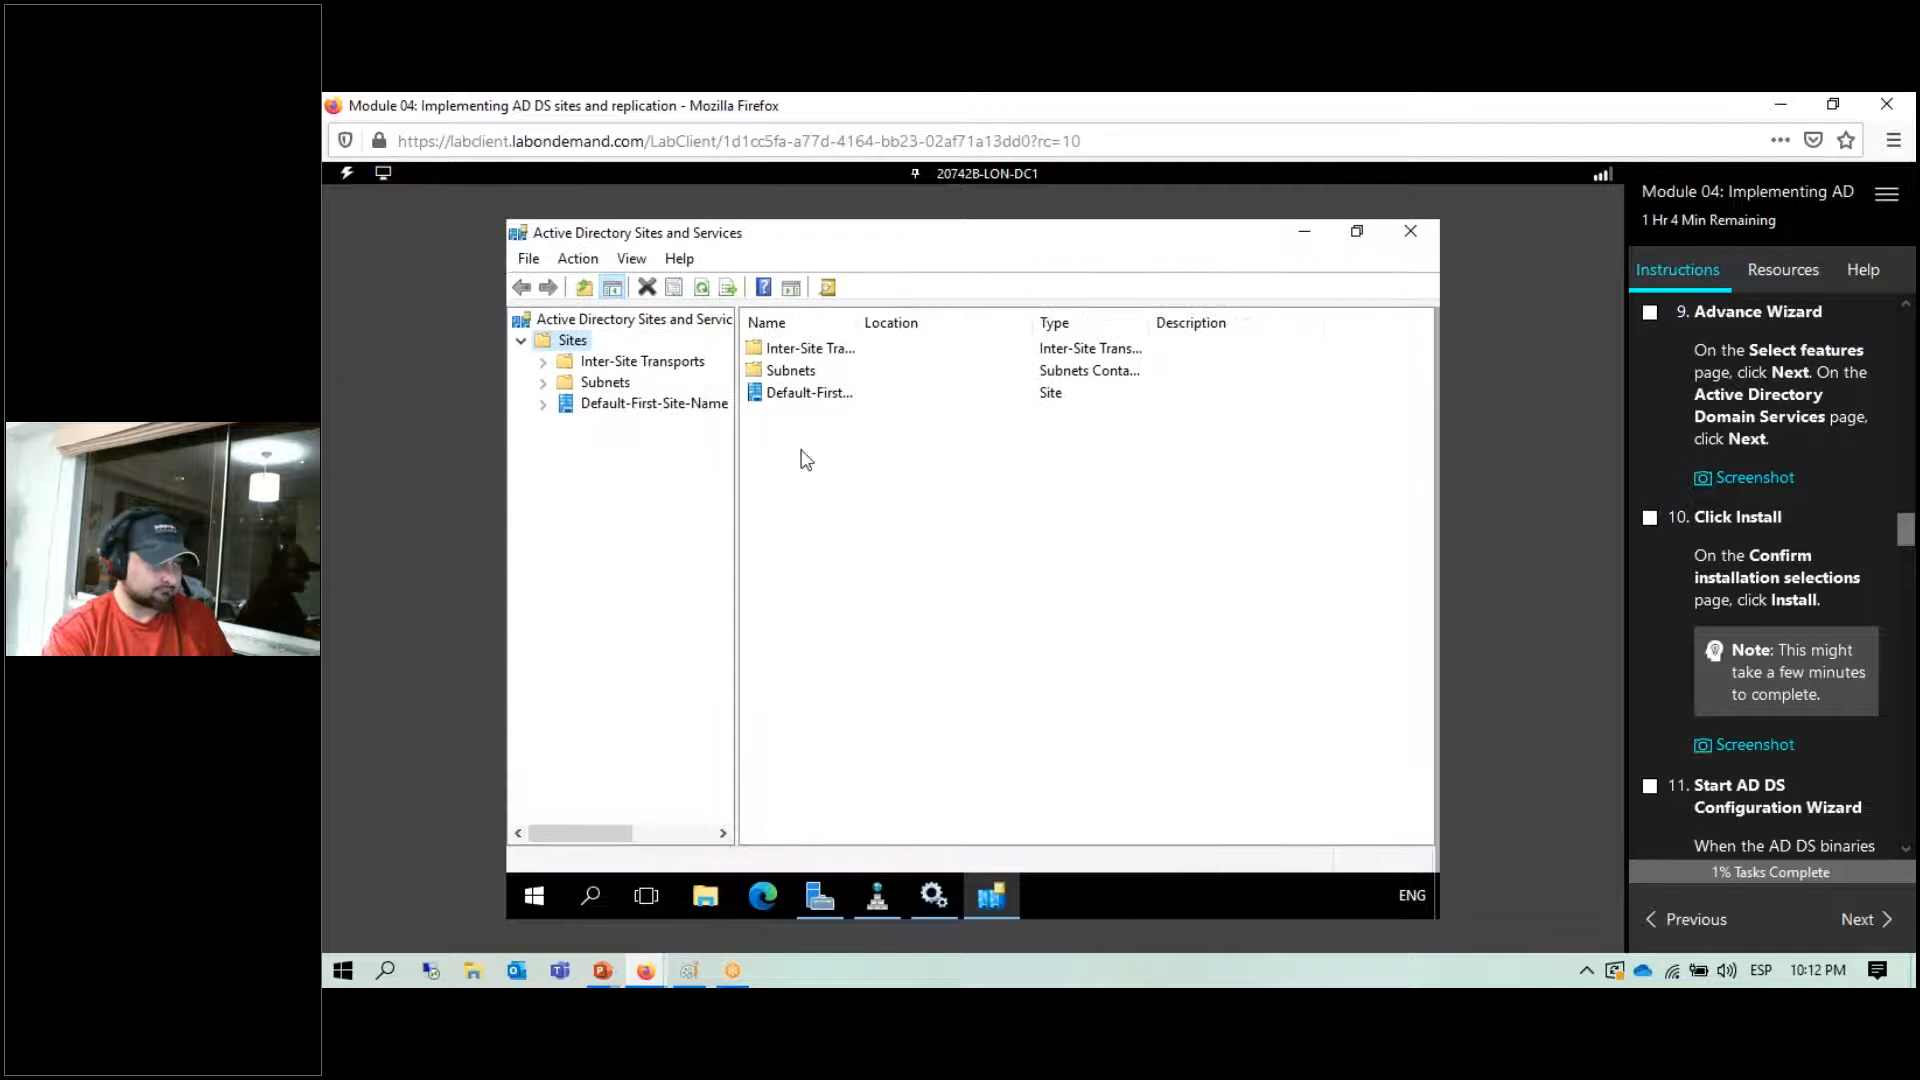 Module 04: Implementing AD DS sites and replication - Mozilla Firefox
https://labclient.labondemand.com/LabClient/1d1cc5fa-a77d-4164-bb23-02af71a13dd0?rc=10
20742B-LON-DC1
Active Directory Sites and Services
File Action View Help
Active Directory Sites and Servic
Sites
Inter-Site Transports
Subnets
Default-First-Site-Name
Name Location Type Description
Inter-Site Tra... Inter-Site Trans...
Subnets Subnets Conta...
Default-First... Site
ENG
Module 04: Implementing AD
1 Hr 4 Min Remaining
Instructions Resources Help
9. Advance Wizard
On the Select features
page, click Next. On the
Active Directory
Domain Services page,
click Next.
Screenshot
10. Click Install
On the Confirm
installation selections
page, click Install.
Note: This might
take a few minutes
to complete.
Screenshot
11. Start AD DS
Configuration Wizard
When the AD DS binaries
1% Tasks Complete
Previous Next
ESP 10:12 PM